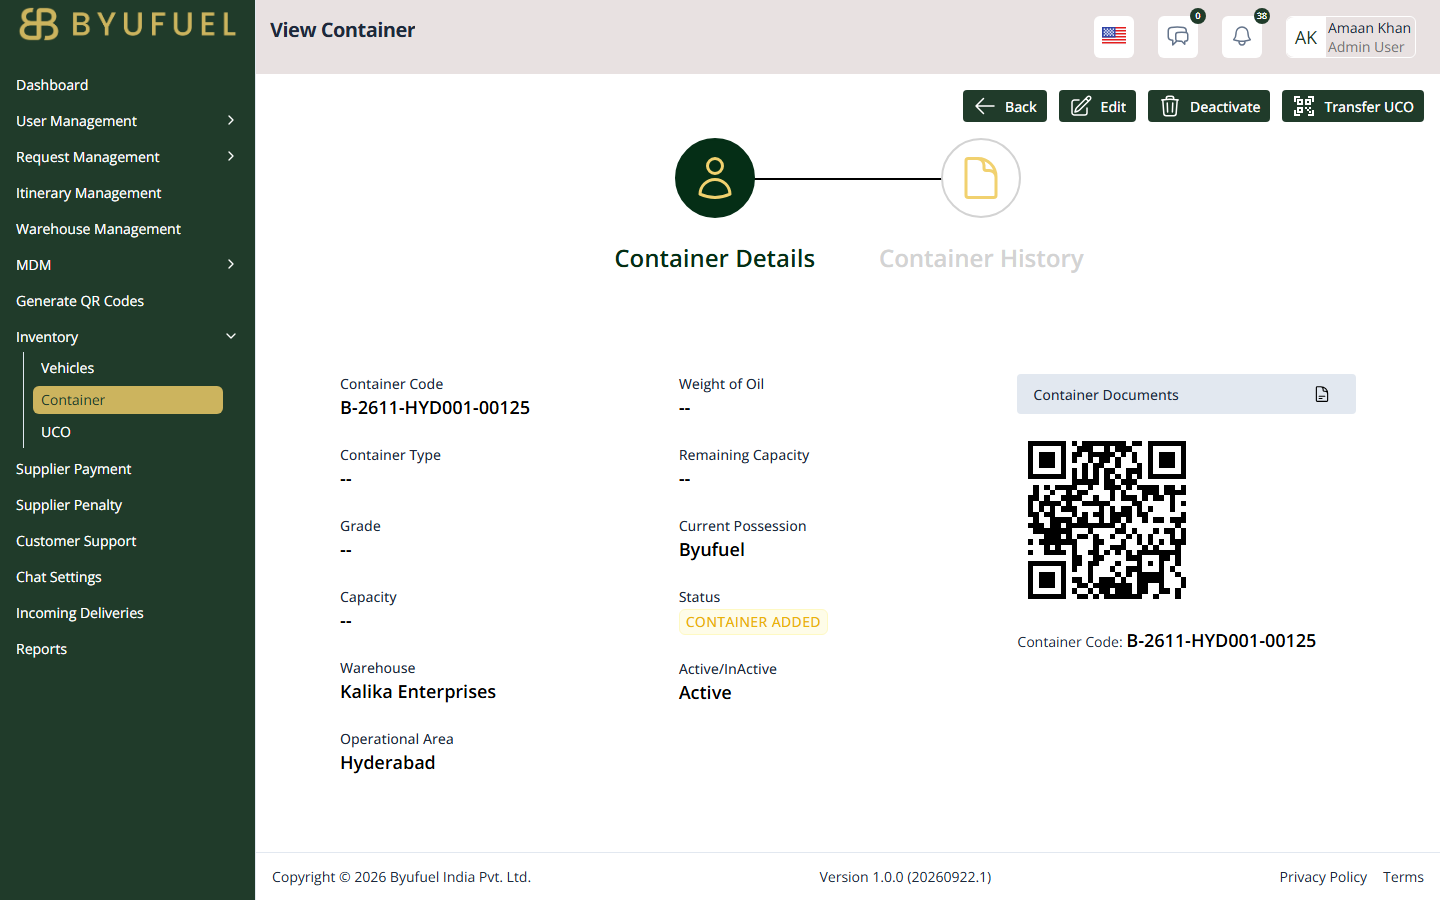 BYUFUEL
View Container
0
38
AK
Amaan Khan
Admin User
Dashboard
User Management
Request Management
Itinerary Management
Warehouse Management
MDM
Generate QR Codes
Inventory
Vehicles
Container
UCO
Supplier Payment
Supplier Penalty
Customer Support
Chat Settings
Incoming Deliveries
Reports
Back
Edit
Deactivate
Transfer UCO
Container Details
Container History
Container Code
B-2611-HYD001-00125
Container Type
--
Grade
--
Capacity
--
Warehouse
Kalika Enterprises
Operational Area
Hyderabad
Weight of Oil
--
Remaining Capacity
--
Current Possession
Byufuel
Status
CONTAINER ADDED
Active/InActive
Active
Container Documents
Container Code: B-2611-HYD001-00125
Copyright © 2026 Byufuel India Pvt. Ltd.
Version 1.0.0 (20260922.1)
Privacy Policy
Terms